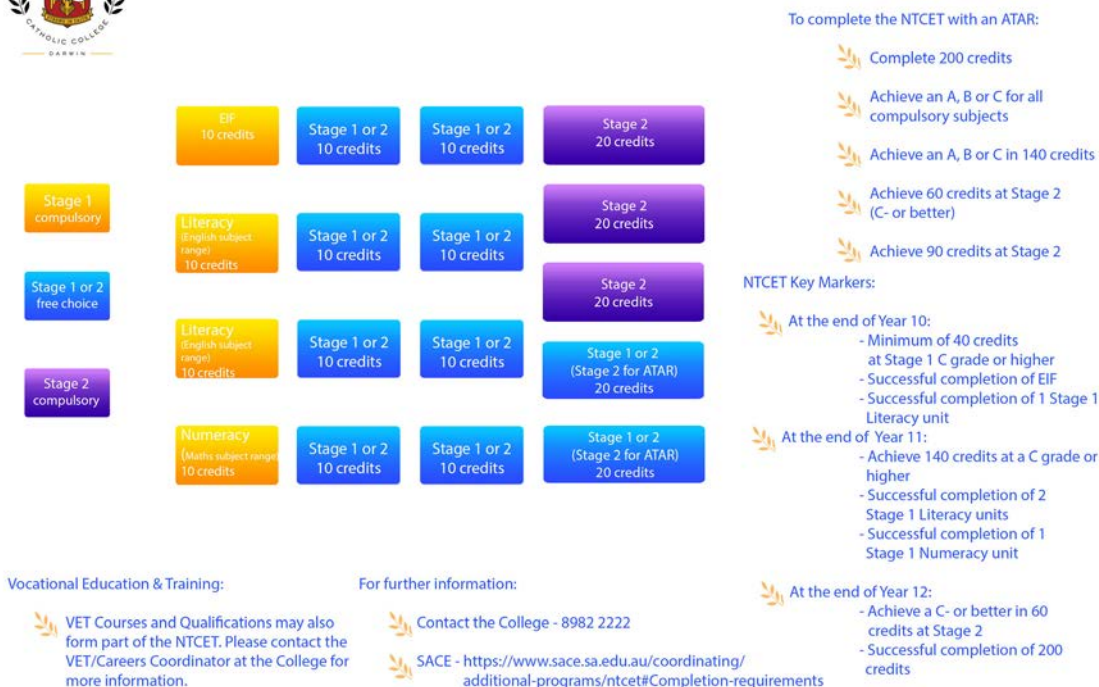 CATHOLIC COLLEGE
DARWIN
Stage 1
compulsory
Stage 1 or 2
free choice
Stage 2
compulsory
EIF
10 credits
Stage 1 or 2
10 credits
Stage 1 or 2
10 credits
Stage 2
20 credits
Literacy
(English subject
range)
10 credits
Stage 1 or 2
10 credits
Stage 1 or 2
10 credits
Stage 2
20 credits
Stage 2
20 credits
Literacy
(English subject
range)
10 credits
Stage 1 or 2
10 credits
Stage 1 or 2
10 credits
Stage 1 or 2
(Stage 2 for ATAR)
20 credits
Numeracy
(Maths subject range)
10 credits
Stage 1 or 2
10 credits
Stage 1 or 2
10 credits
Stage 1 or 2
(Stage 2 for ATAR)
20 credits
To complete the NTCET with an ATAR:
Complete 200 credits
Achieve an A, B or C for all
compulsory subjects
Achieve an A, B or C in 140 credits
Achieve 60 credits at Stage 2
(C- or better)
Achieve 90 credits at Stage 2
NTCET Key Markers:
At the end of Year 10:
- Minimum of 40 credits
at Stage 1 C grade or higher
- Successful completion of EIF
- Successful completion of 1 Stage 1
Literacy unit
At the end of Year 11:
- Achieve 140 credits at a C grade or
higher
- Successful completion of 2
Stage 1 Literacy units
- Successful completion of 1
Stage 1 Numeracy unit
At the end of Year 12:
- Achieve a C- or better in 60
credits at Stage 2
- Successful completion of 200
credits
Vocational Education & Training:
VET Courses and Qualifications may also
form part of the NTCET. Please contact the
VET/Careers Coordinator at the College for
more information.
For further information:
Contact the College - 8982 2222
SACE - https://www.sace.sa.edu.au/coordinating/
additional-programs/ntcet#Completion-requirements